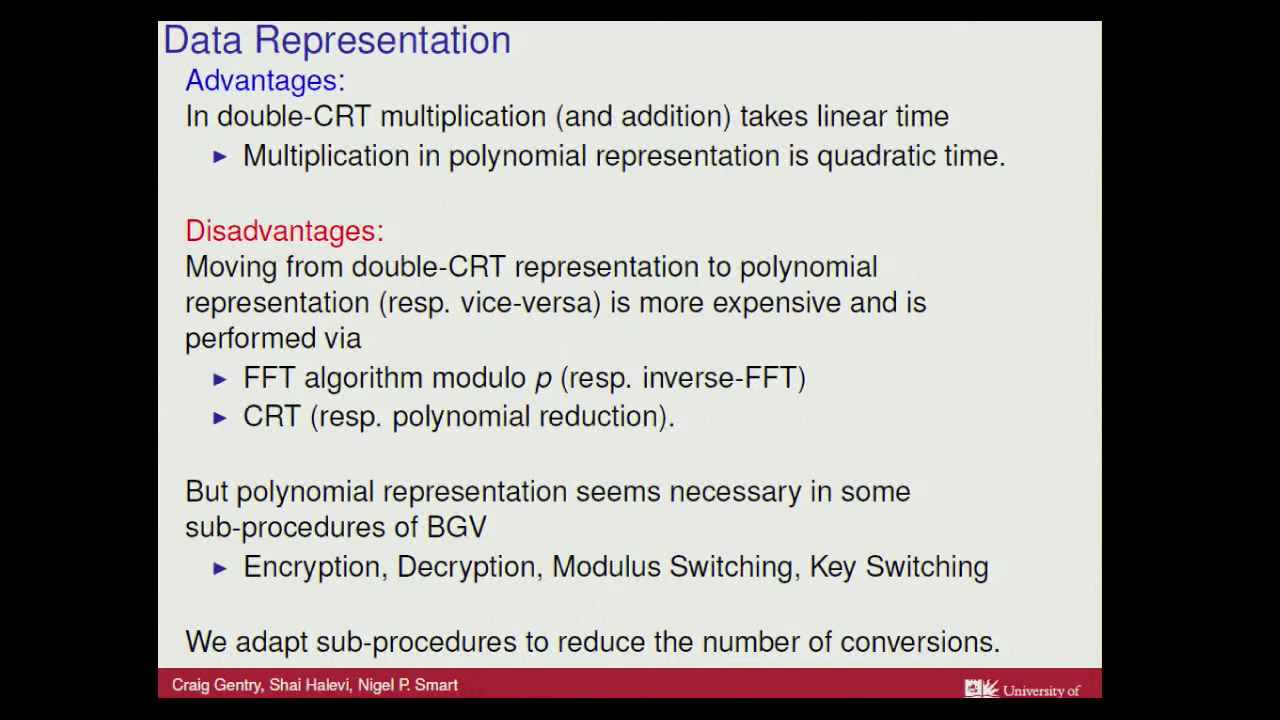 Data Representation
Advantages:
In double-CRT multiplication (and addition) takes linear time
► Multiplication in polynomial representation is quadratic time.
Disadvantages:
Moving from double-CRT representation to polynomial
representation (resp. vice-versa) is more expensive and is
performed via
► FFT algorithm modulo p (resp. inverse-FFT)
► CRT (resp. polynomial reduction).
But polynomial representation seems necessary in some
sub-procedures of BGV
► Encryption, Decryption, Modulus Switching, Key Switching
We adapt sub-procedures to reduce the number of conversions.
Craig Gentry, Shai Halevi, Nigel P. Smart
University of